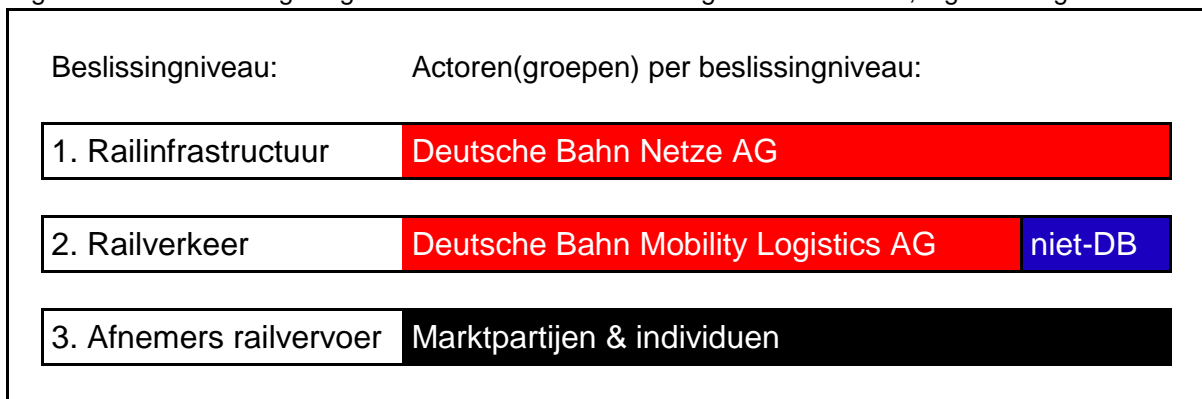 Beslissingniveau: Actoren(groepen) per beslissingniveau:
1. Railinfrastructuur Deutsche Bahn Netze AG
2. Railverkeer Deutsche Bahn Mobility Logistics AG niet-DB
3. Afnemers railvervoer Marktpartijen & individuen